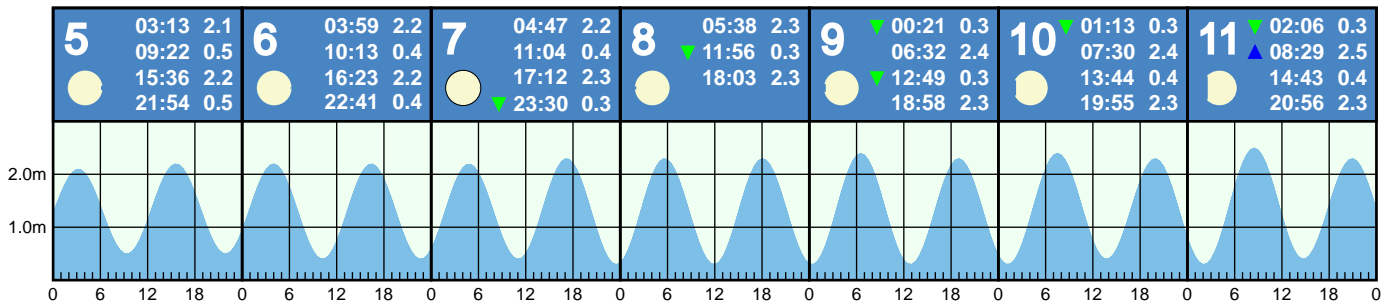 5
03:13 2.1
09:22 0.5
15:36 2.2
21:54 0.5
6
03:59 2.2
10:13 0.4
16:23 2.2
22:41 0.4
7
04:47 2.2
11:04 0.4
17:12 2.3
▼ 23:30 0.3
8
05:38 2.3
▼ 11:56 0.3
18:03 2.3
9
▼ 00:21 0.3
06:32 2.4
▼ 12:49 0.3
18:58 2.3
10
▼ 01:13 0.3
07:30 2.4
13:44 0.4
19:55 2.3
11
▼ 02:06 0.3
▲ 08:29 2.5
14:43 0.4
20:56 2.3
2.0m
1.0m
0 6 12 18 0 6 12 18 0 6 12 18 0 6 12 18 0 6 12 18 0 6 12 18 0 6 12 18 0